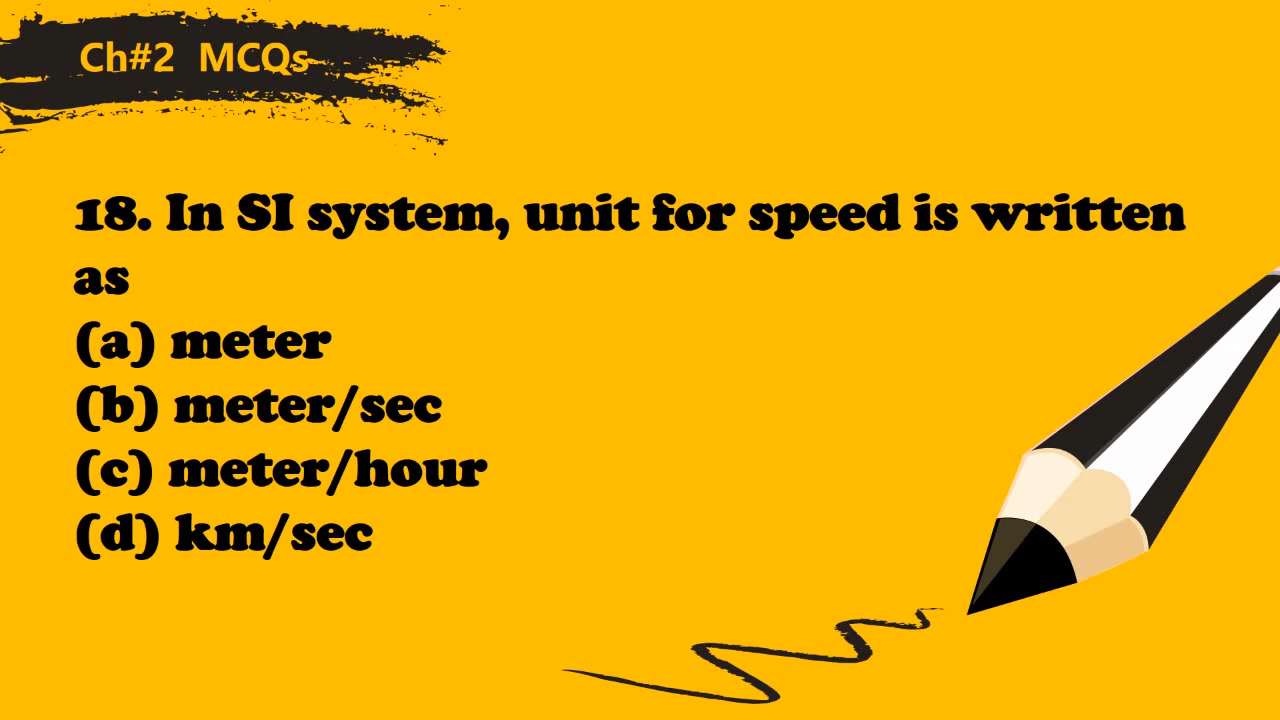 Ch#2 MCQs
18. In SI system, unit for speed is written
as
(a) meter
(b) meter/sec
(c) meter/hour
(d) km/sec